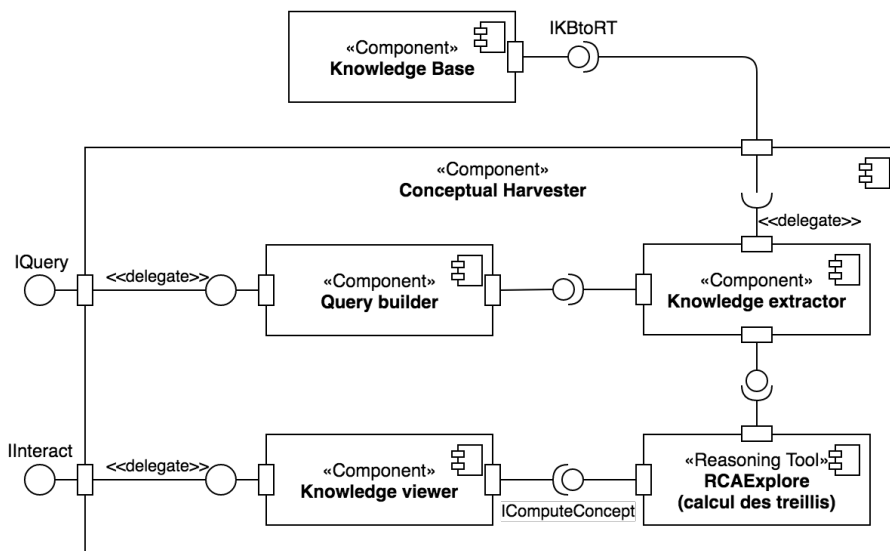 IKBtoRT
«Component»
Knowledge Base
«Component»
Conceptual Harvester
<<delegate>>
IQuery
<<delegate>>
«Component»
Query builder
«Component»
Knowledge extractor
IInteract
<<delegate>>
«Component»
Knowledge viewer
IComputeConcept
«Reasoning Tool»
RCAExplore
(calcul des treillis)